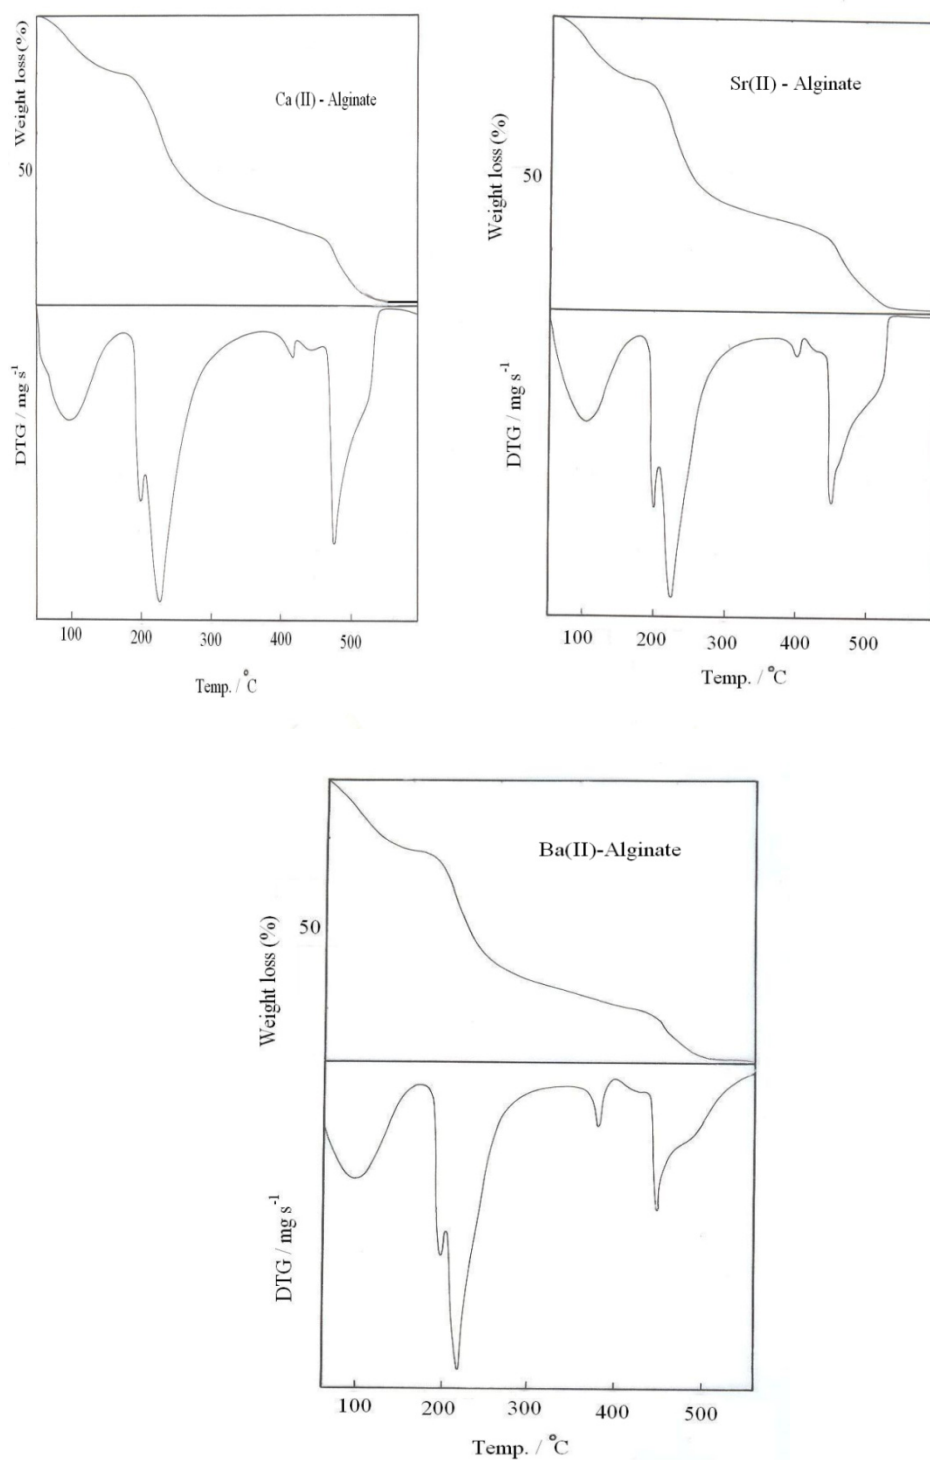 Weight loss (%)
50
Ca (II) - Alginate
DTG / mg s-1
100 200 300 400 500
Temp. / °C
Weight loss (%)
50
Sr(II) - Alginate
DTG / mg s-1
100 200 300 400 500
Temp. / °C
Weight loss (%)
50
Ba(II)-Alginate
DTG / mg s-1
100 200 300 400 500
Temp. / °C